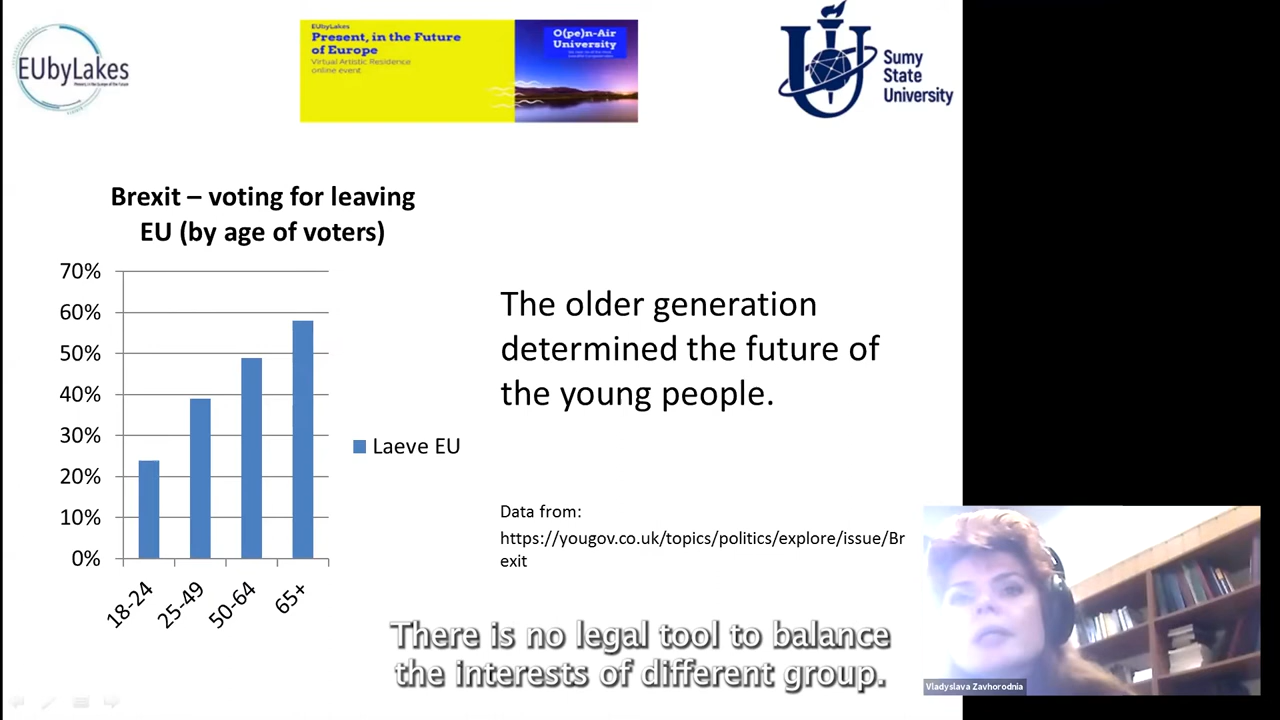 EUbyLakes
EUbyLakes
Present, in the Future
of Europe
Virtual Artistic Residence
online event
O(pe)n-Air
University
Sumy
State
University
Brexit – voting for leaving
EU (by age of voters)
70%
60%
50%
40%
30%
20%
10%
0%
18-24
25-49
50-64
65+
Laeve EU
The older generation
determined the future of
the young people.
Data from:
https://yougov.co.uk/topics/politics/explore/issue/Br
exit
There is no legal tool to balance
the interests of different group.
Vladyslava Zavhorodnia